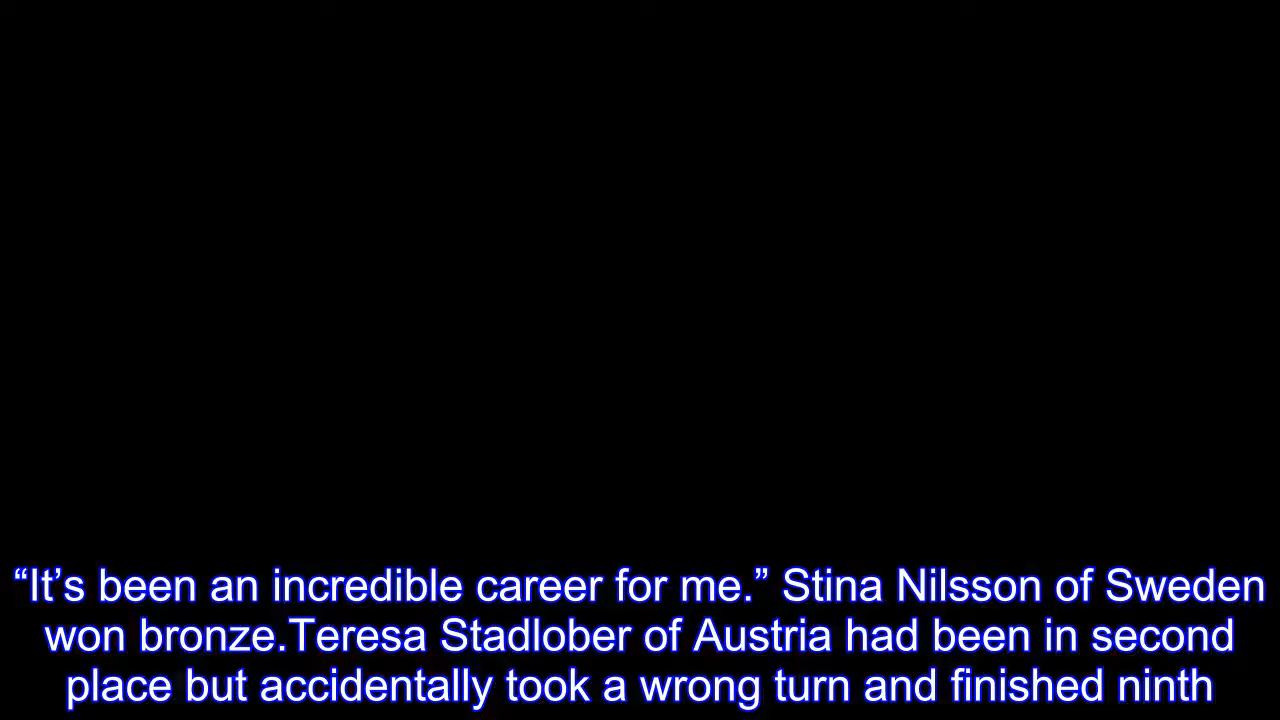 “It’s been an incredible career for me.” Stina Nilsson of Sweden
won bronze.Teresa Stadlober of Austria had been in second
place but accidentally took a wrong turn and finished ninth